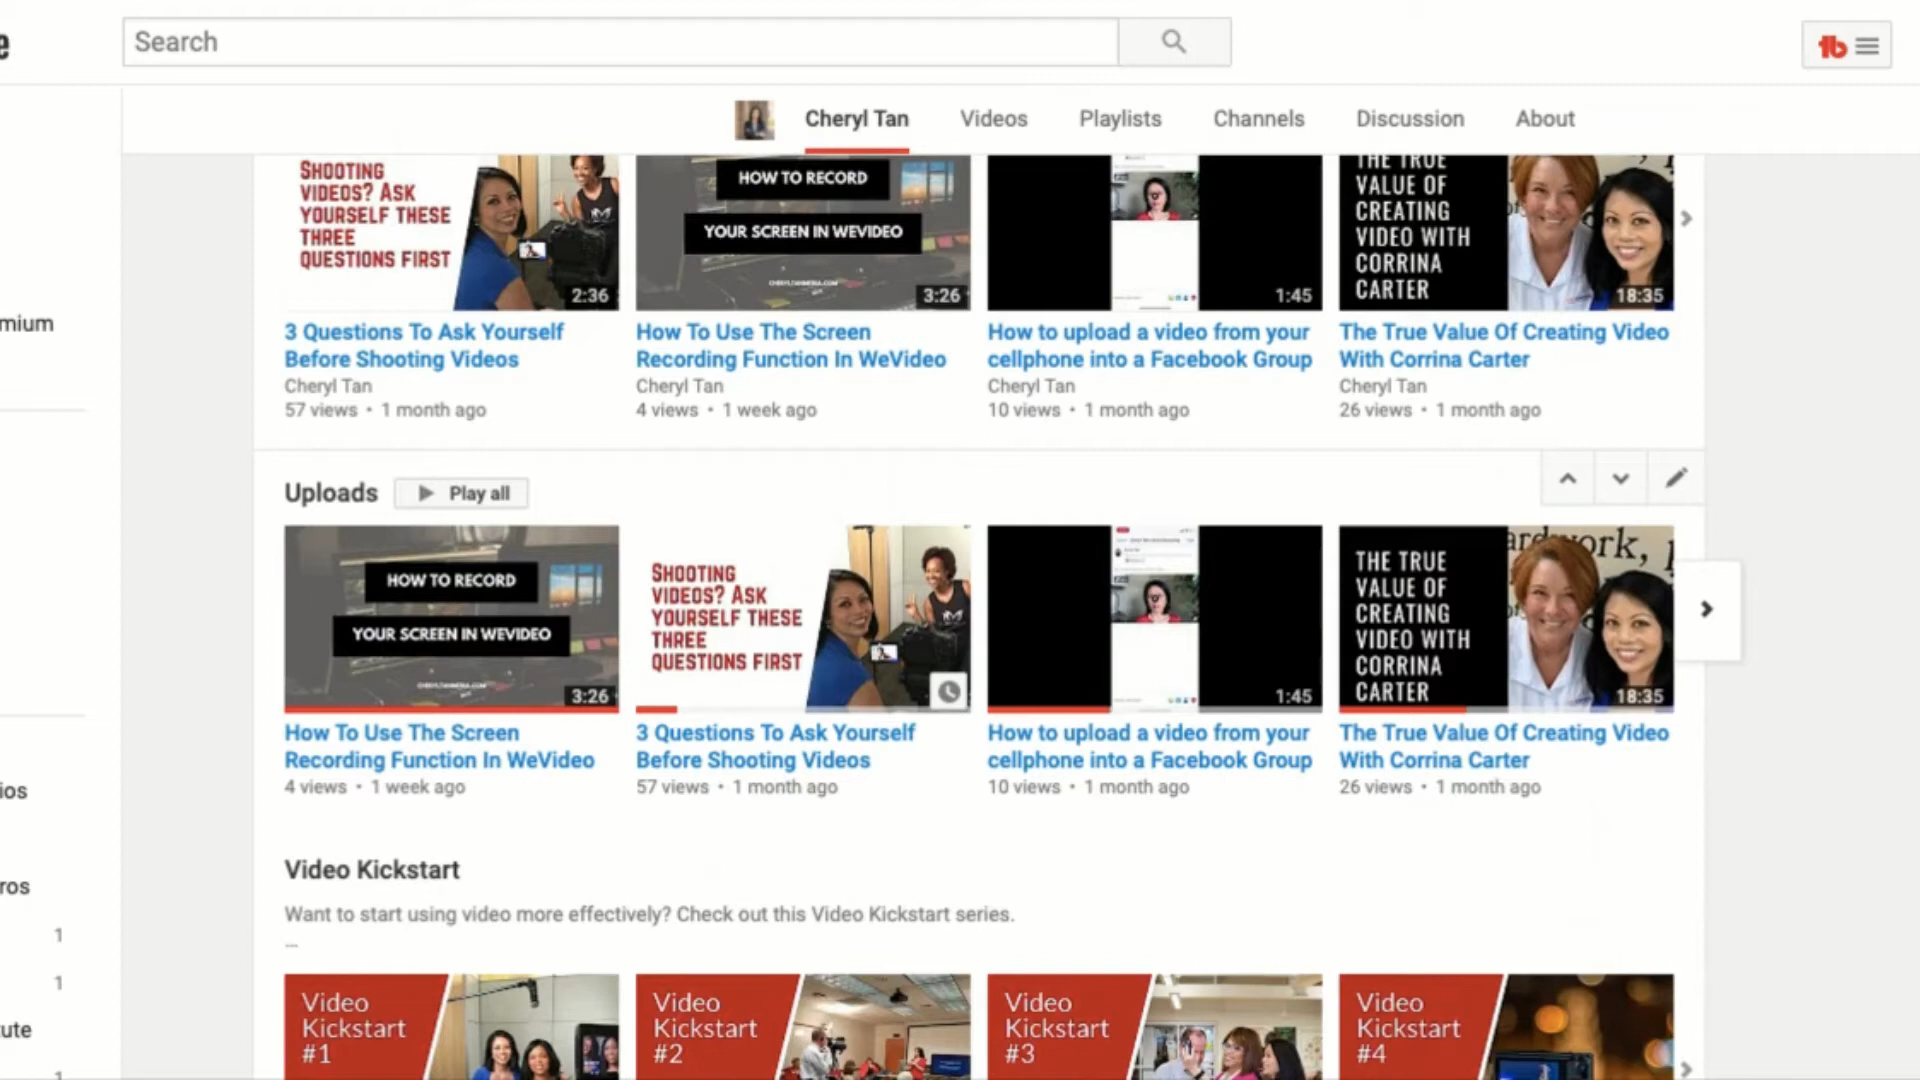 e
Search
Cheryl Tan
Videos
Playlists
Channels
Discussion
About
SHOOTING
VIDEOS? ASK
YOURSELF THESE
THREE
QUESTIONS FIRST
2:36
HOW TO RECORD
YOUR SCREEN IN WEVIDEO
CHERYLTANMEDIA.COM
3:26
1:45
THE TRUE
VALUE OF
CREATING
VIDEO WITH
CORRINA
CARTER
18:35
mium
3 Questions To Ask Yourself
Before Shooting Videos
Cheryl Tan
57 views • 1 month ago
How To Use The Screen
Recording Function In WeVideo
Cheryl Tan
4 views • 1 week ago
How to upload a video from your
cellphone into a Facebook Group
Cheryl Tan
10 views • 1 month ago
The True Value Of Creating Video
With Corrina Carter
Cheryl Tan
26 views • 1 month ago
Uploads
Play all
HOW TO RECORD
YOUR SCREEN IN WEVIDEO
CHERYLTANMEDIA.COM
3:26
SHOOTING
VIDEOS? ASK
YOURSELF THESE
THREE
QUESTIONS FIRST
1:45
THE TRUE
VALUE OF
CREATING
VIDEO WITH
CORRINA
CARTER
18:35
How To Use The Screen
Recording Function In WeVideo
4 views • 1 week ago
3 Questions To Ask Yourself
Before Shooting Videos
57 views • 1 month ago
How to upload a video from your
cellphone into a Facebook Group
10 views • 1 month ago
The True Value Of Creating Video
With Corrina Carter
26 views • 1 month ago
ios
ros
1
1
ute
1
Video Kickstart
Want to start using video more effectively? Check out this Video Kickstart series.
...
Video
Kickstart
#1
Video
Kickstart
#2
Video
Kickstart
#3
Video
Kickstart
#4